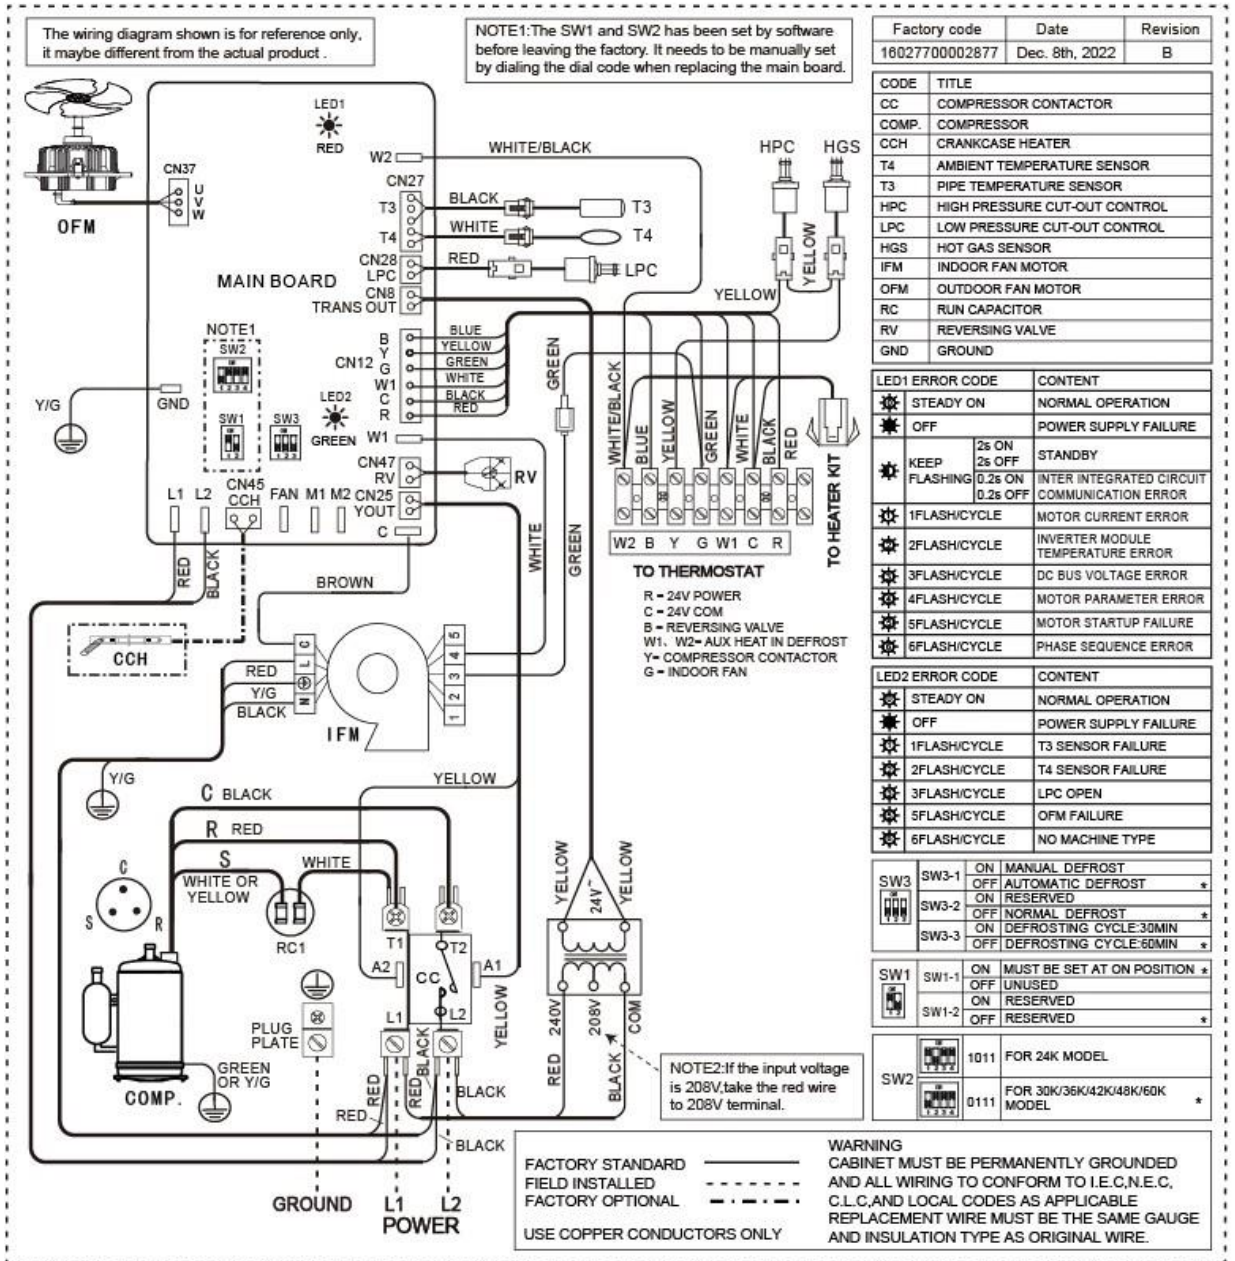 The wiring diagram shown is for reference only,
it maybe different from the actual product .
NOTE1:The SW1 and SW2 has been set by software
before leaving the factory. It needs to be manually set
by dialing the dial code when replacing the main board.
Factory code Date Revision
16027700002877 Dec. 8th, 2022 B
CODE TITLE
CC COMPRESSOR CONTACTOR
COMP. COMPRESSOR
CCH CRANKCASE HEATER
T4 AMBIENT TEMPERATURE SENSOR
T3 PIPE TEMPERATURE SENSOR
HPC HIGH PRESSURE CUT-OUT CONTROL
LPC LOW PRESSURE CUT-OUT CONTROL
HGS HOT GAS SENSOR
IFM INDOOR FAN MOTOR
OFM OUTDOOR FAN MOTOR
RC RUN CAPACITOR
RV REVERSING VALVE
GND GROUND
LED1 ERROR CODE CONTENT
STEADY ON NORMAL OPERATION
OFF POWER SUPPLY FAILURE
KEEP FLASHING
2s ON
2s OFF
STANDBY
0.2s ON
0.2s OFF
INTER INTEGRATED CIRCUIT
COMMUNICATION ERROR
1FLASH/CYCLE MOTOR CURRENT ERROR
2FLASH/CYCLE INVERTER MODULE
TEMPERATURE ERROR
3FLASH/CYCLE DC BUS VOLTAGE ERROR
4FLASH/CYCLE MOTOR PARAMETER ERROR
5FLASH/CYCLE MOTOR STARTUP FAILURE
6FLASH/CYCLE PHASE SEQUENCE ERROR
LED2 ERROR CODE CONTENT
STEADY ON NORMAL OPERATION
OFF POWER SUPPLY FAILURE
1FLASH/CYCLE T3 SENSOR FAILURE
2FLASH/CYCLE T4 SENSOR FAILURE
3FLASH/CYCLE LPC OPEN
5FLASH/CYCLE OFM FAILURE
6FLASH/CYCLE NO MACHINE TYPE
SW3
SW3-1 ON MANUAL DEFROST
OFF AUTOMATIC DEFROST *
SW3-2 ON RESERVED
OFF NORMAL DEFROST *
SW3-3 ON DEFROSTING CYCLE:30MIN
OFF DEFROSTING CYCLE:60MIN *
SW1
SW1-1 ON MUST BE SET AT ON POSITION *
OFF UNUSED
SW1-2 ON RESERVED
OFF RESERVED *
SW2
1011 FOR 24K MODEL
0111 FOR 30K/36K/42K/48K/60K
MODEL *
OFM
CN37
U
V
W
LED1
RED
W2
WHITE/BLACK
CN27
T3
BLACK
T3
T4
WHITE
T4
CN28
LPC
RED
LPC
CN8
TRANS OUT
MAIN BOARD
HPC
HGS
YELLOW
YELLOW
NOTE1
SW2
1 2 3 4
SW1
1 2
SW3
1 2 3
CN12
B BLUE
Y YELLOW
G GREEN
W1 WHITE
C BLACK
R RED
LED2
GREEN
W1
CN47
RV
RV
CN25
YOUT
C
Y/G
GND
L1 L2
CN45
CCH
FAN M1 M2
RED
BLACK
BROWN
WHITE
GREEN
GREEN
WHITE/BLACK
BLUE
YELLOW
GREEN
WHITE
BLACK
RED
W2 B Y G W1 C R
TO HEATER KIT
TO THERMOSTAT
R - 24V POWER
C - 24V COM
B - REVERSING VALVE
W1、W2- AUX HEAT IN DEFROST
Y- COMPRESSOR CONTACTOR
G - INDOOR FAN
CCH
RED
Y/G
BLACK
C
L
N
IFM
5
4
3
2
1
Y/G
C BLACK
R RED
S
WHITE OR
YELLOW
WHITE
RC1
YELLOW
C
S
R
COMP.
GREEN
OR Y/G
PLUG
PLATE
T1
T2
A2
CC
A1
L1
L2
YELLOW
YELLOW
YELLOW
24V~
240V
208V
COM
RED
BLACK
RED
RED
BLACK
BLACK
RED
BLACK
GROUND
L1 L2
POWER
NOTE2:If the input voltage
is 208V,take the red wire
to 208V terminal.
FACTORY STANDARD
FIELD INSTALLED
FACTORY OPTIONAL
USE COPPER CONDUCTORS ONLY
WARNING
CABINET MUST BE PERMANENTLY GROUNDED
AND ALL WIRING TO CONFORM TO I.E.C,N.E.C,
C.L.C,AND LOCAL CODES AS APPLICABLE
REPLACEMENT WIRE MUST BE THE SAME GAUGE
AND INSULATION TYPE AS ORIGINAL WIRE.